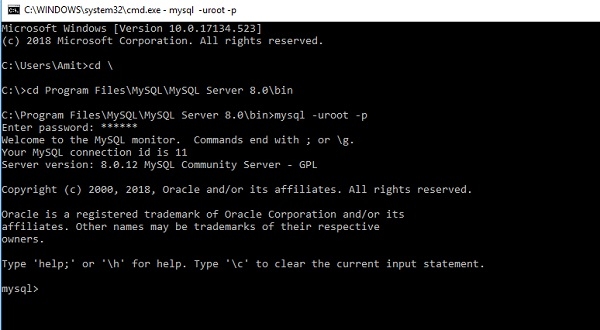 C:\WINDOWS\system32\cmd.exe - mysql -uroot -p
Microsoft Windows [Version 10.0.17134.523]
(c) 2018 Microsoft Corporation. All rights reserved.
C:\Users\Amit>cd \
C:\>cd Program Files\MySQL\MySQL Server 8.0\bin
C:\Program Files\MySQL\MySQL Server 8.0\bin>mysql -uroot -p
Enter password: ******
Welcome to the MySQL monitor.  Commands end with ; or \g.
Your MySQL connection id is 11
Server version: 8.0.12 MySQL Community Server - GPL
Copyright (c) 2000, 2018, Oracle and/or its affiliates. All rights reserved.
Oracle is a registered trademark of Oracle Corporation and/or its
affiliates. Other names may be trademarks of their respective
owners.
Type 'help;' or '\h' for help. Type '\c' to clear the current input statement.
mysql>